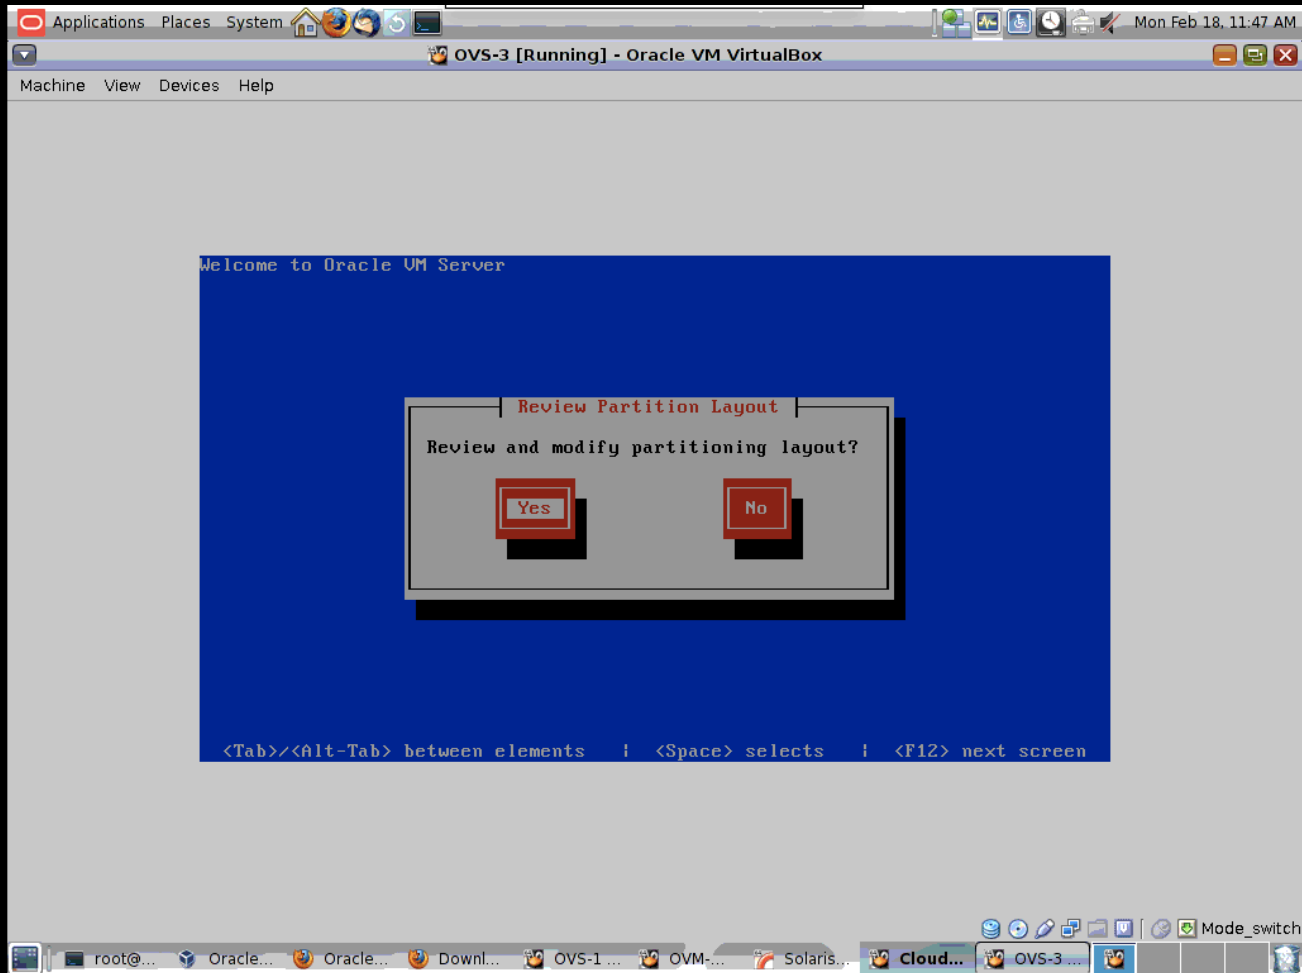 Applications Places System Mon Feb 18, 11:47 AM
OVS-3 [Running] - Oracle VM VirtualBox
Machine View Devices Help
Welcome to Oracle VM Server
Review Partition Layout
Review and modify partitioning layout?
Yes No
<Tab>/<Alt-Tab> between elements | <Space> selects | <F12> next screen
Mode_switch
root@... Oracle... Oracle... Downl... OVS-1 ... OVM-... Solaris... Cloud... OVS-3 ...